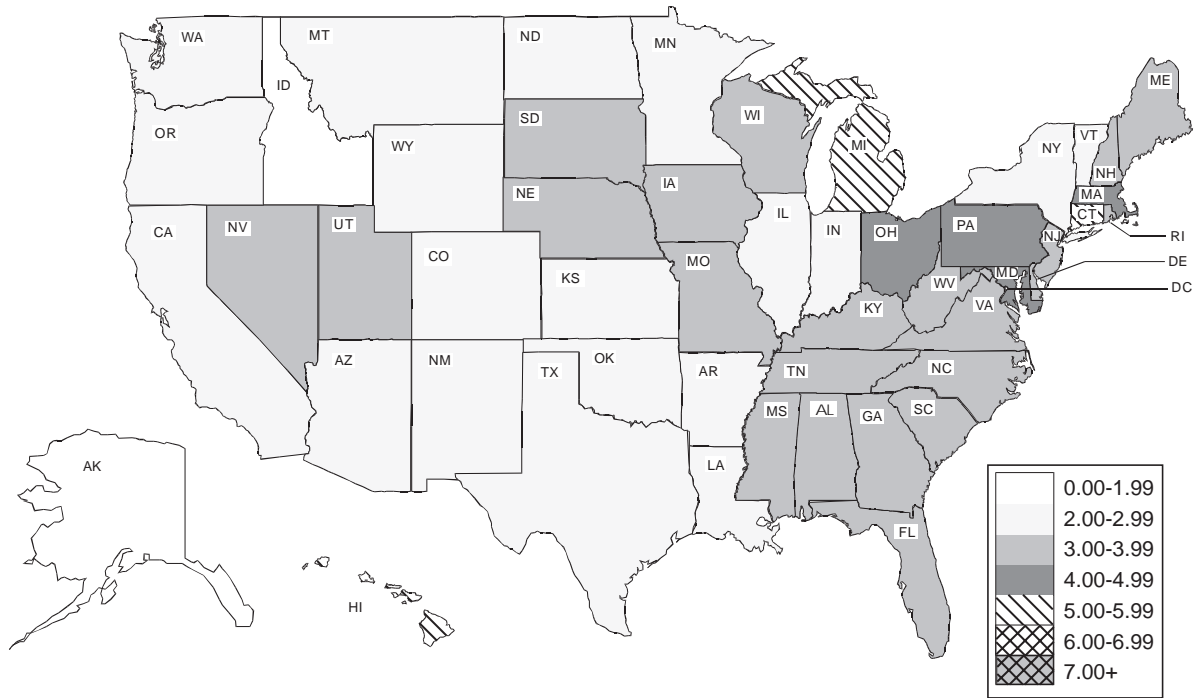 WA
MT
ND
MN
ME
ID
SD
WI
VT
OR
WY
MI
NY
NH
NE
IA
MA
CT
CA
NV
UT
IL
IN
OH
PA
NJ
RI
CO
KS
MO
MD
DE
WV
DC
KY
VA
AZ
NM
TX
OK
AR
TN
NC
MS
AL
GA
SC
AK
LA
FL
HI
0.00-1.99
2.00-2.99
3.00-3.99
4.00-4.99
5.00-5.99
6.00-6.99
7.00+